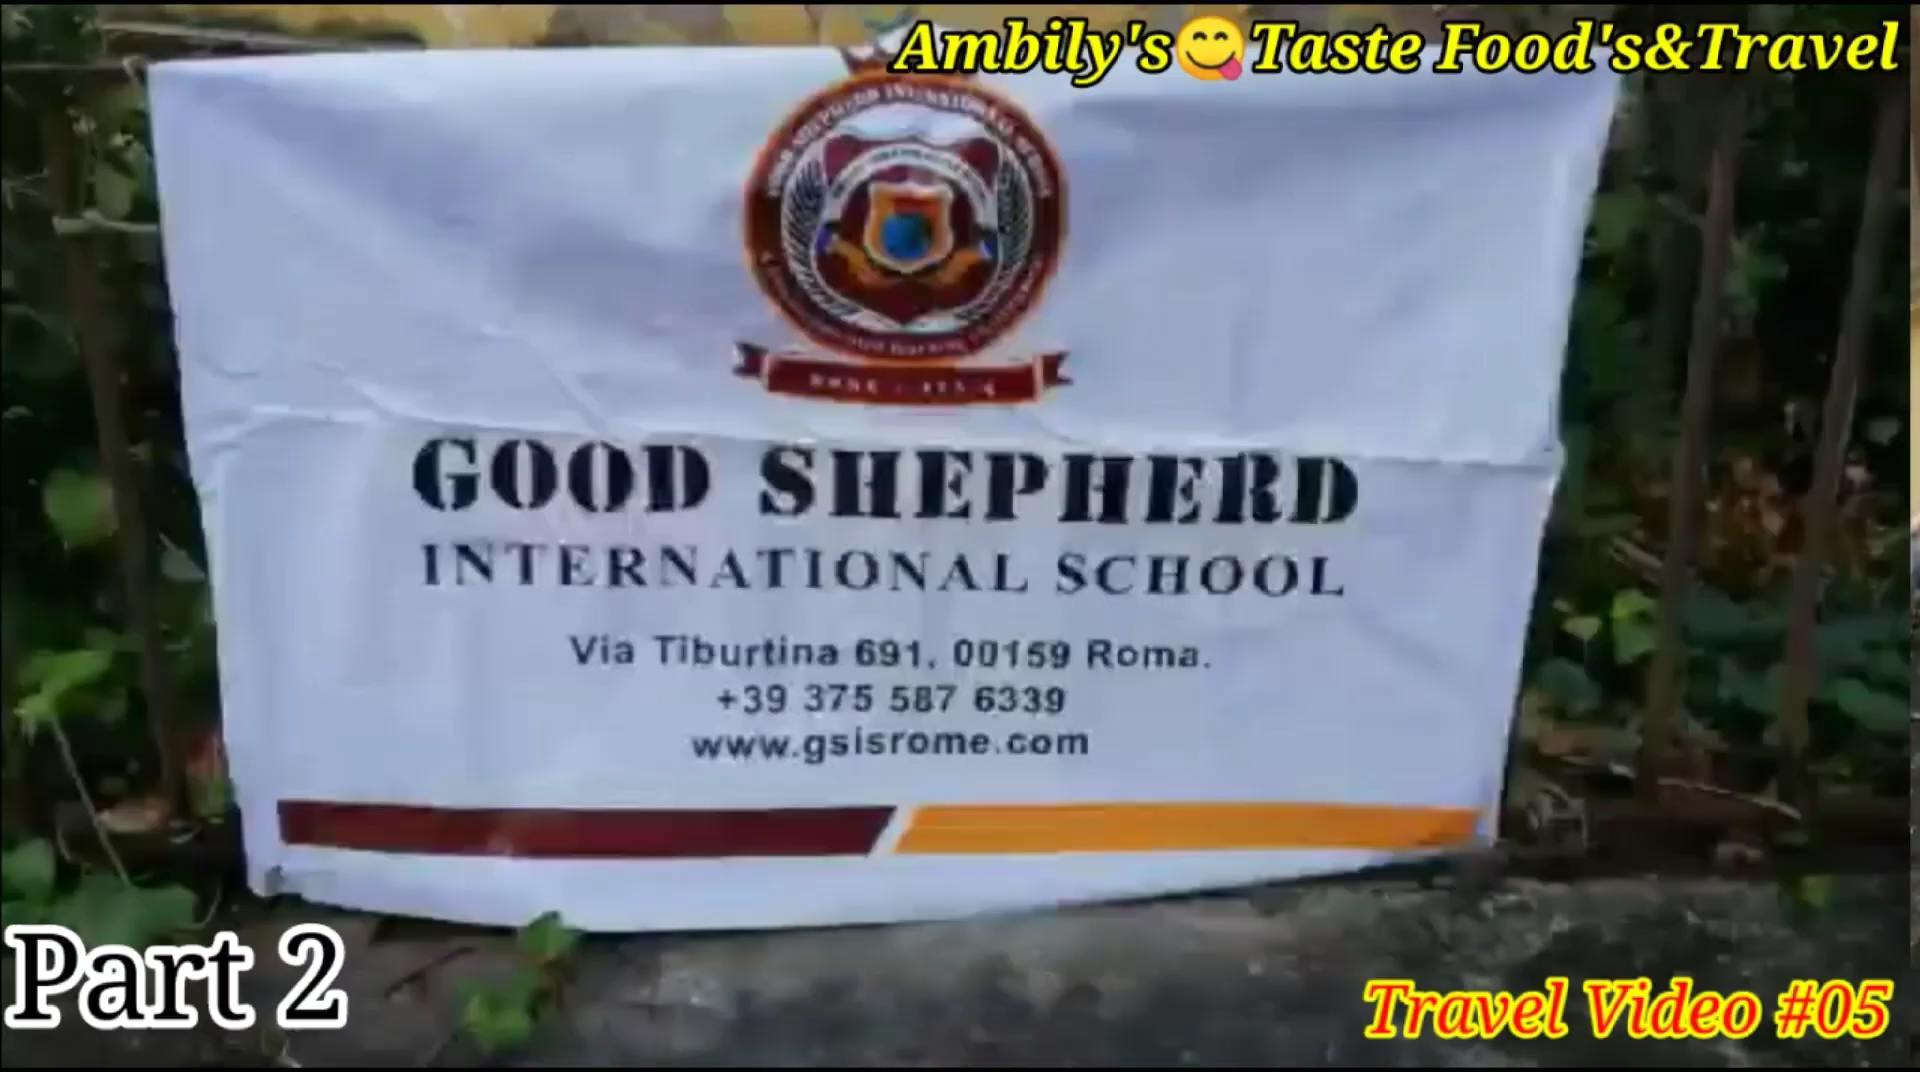 Ambily's😋Taste Food's&Travel
GOOD SHEPHERD
INTERNATIONAL SCHOOL
Via Tiburtina 691, 00159 Roma.
+39 375 587 6339
www.gsisrome.com
Part 2
Travel Video #05